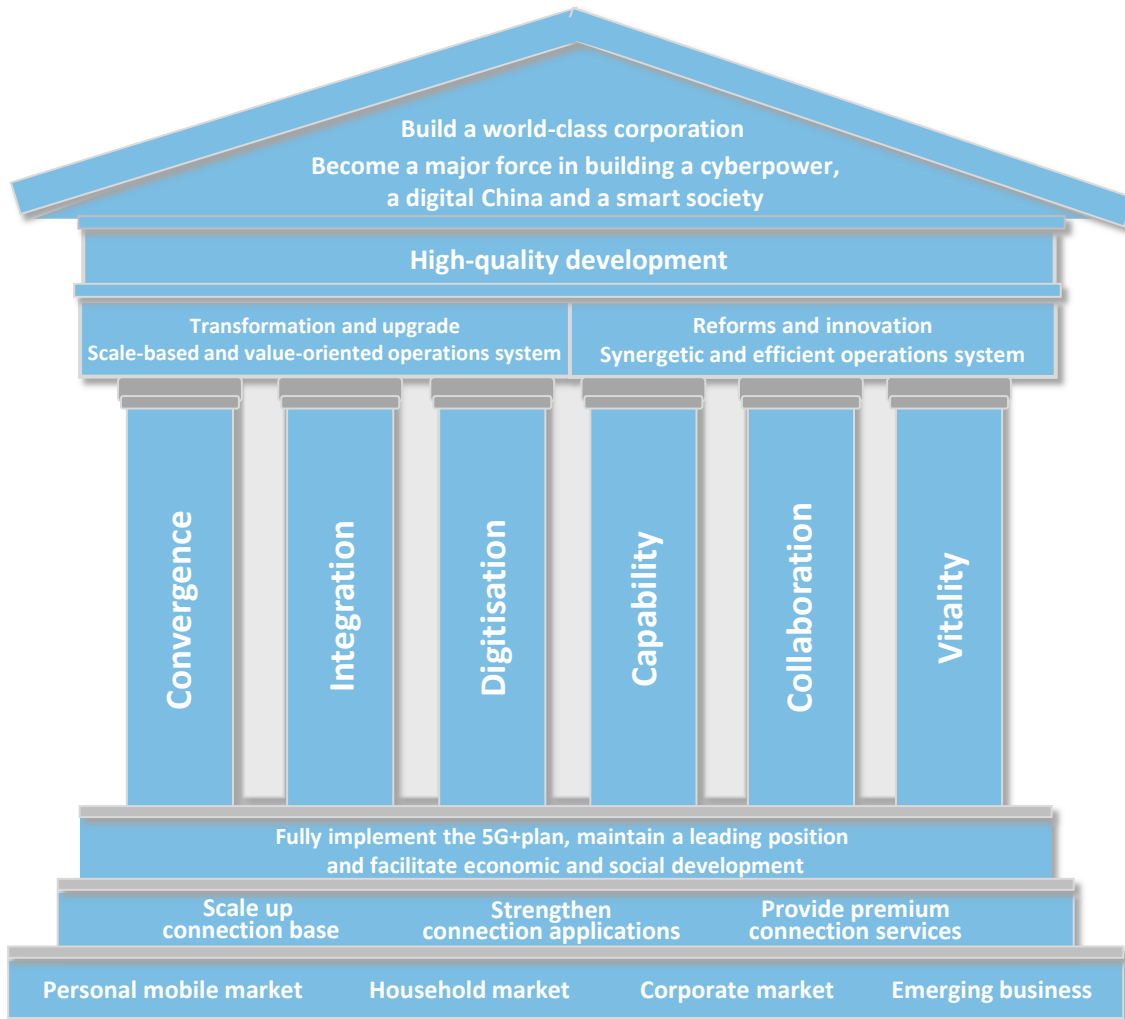 Build a world-class corporation
Become a major force in building a cyberpower,
a digital China and a smart society
High-quality development
Transformation and upgrade
Scale-based and value-oriented operations system
Reforms and innovation
Synergetic and efficient operations system
Convergence
Integration
Digitisation
Capability
Collaboration
Vitality
Fully implement the 5G+plan, maintain a leading position
and facilitate economic and social development
Scale up
connection base
Strengthen
connection applications
Provide premium
connection services
Personal mobile market
Household market
Corporate market
Emerging business